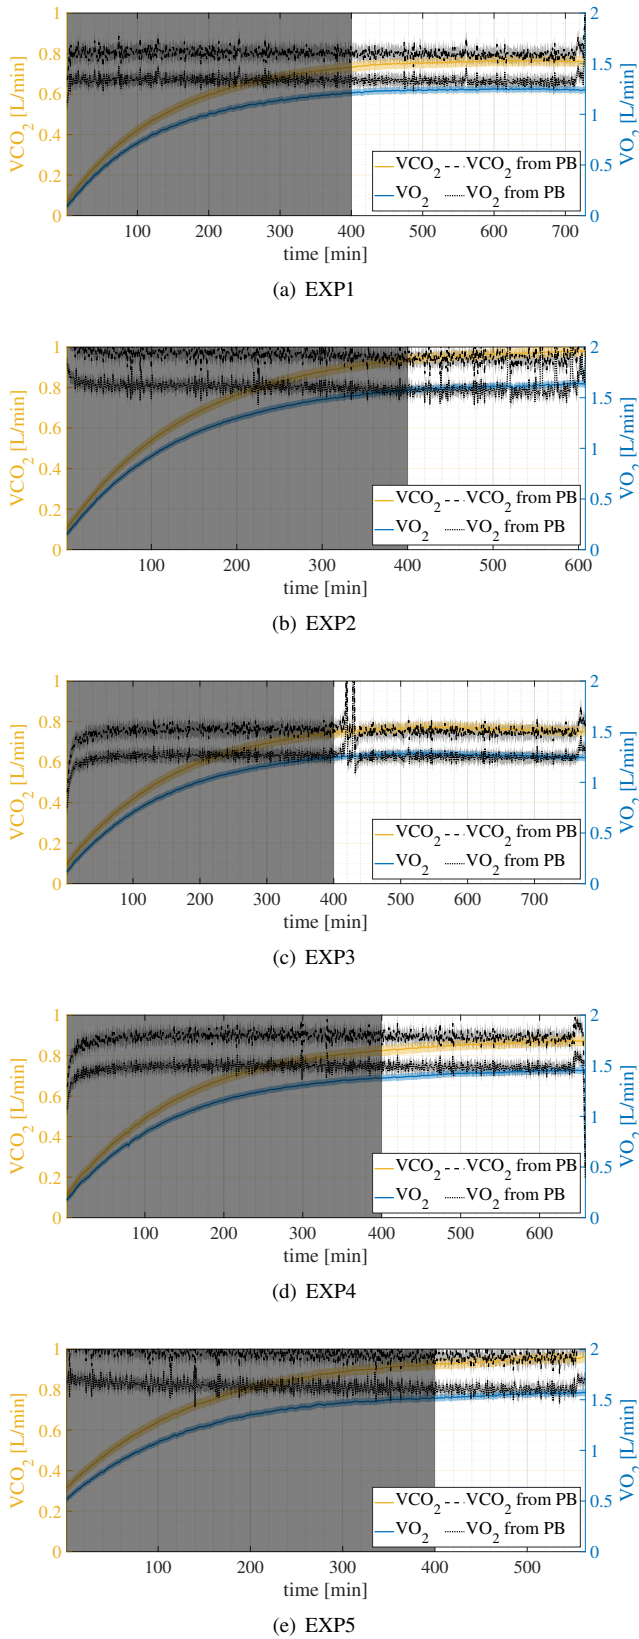 1
0.8
0.6
0.4
0.2
0
VCO2 [L/min]
2
1.5
1
0.5
0
VO2 [L/min]
VCO2 VCO2 from PB
VO2 VO2 from PB
100 200 300 400 500 600 700
time [min]
(a) EXP1
1
0.8
0.6
0.4
0.2
0
VCO2 [L/min]
2
1.5
1
0.5
0
VO2 [L/min]
VCO2 VCO2 from PB
VO2 VO2 from PB
100 200 300 400 500 600
time [min]
(b) EXP2
1
0.8
0.6
0.4
0.2
0
VCO2 [L/min]
2
1.5
1
0.5
0
VO2 [L/min]
VCO2 VCO2 from PB
VO2 VO2 from PB
100 200 300 400 500 600 700
time [min]
(c) EXP3
1
0.8
0.6
0.4
0.2
0
VCO2 [L/min]
2
1.5
1
0.5
0
VO2 [L/min]
VCO2 VCO2 from PB
VO2 VO2 from PB
100 200 300 400 500 600
time [min]
(d) EXP4
1
0.8
0.6
0.4
0.2
0
VCO2 [L/min]
2
1.5
1
0.5
0
VO2 [L/min]
VCO2 VCO2 from PB
VO2 VO2 from PB
100 200 300 400 500
time [min]
(e) EXP5